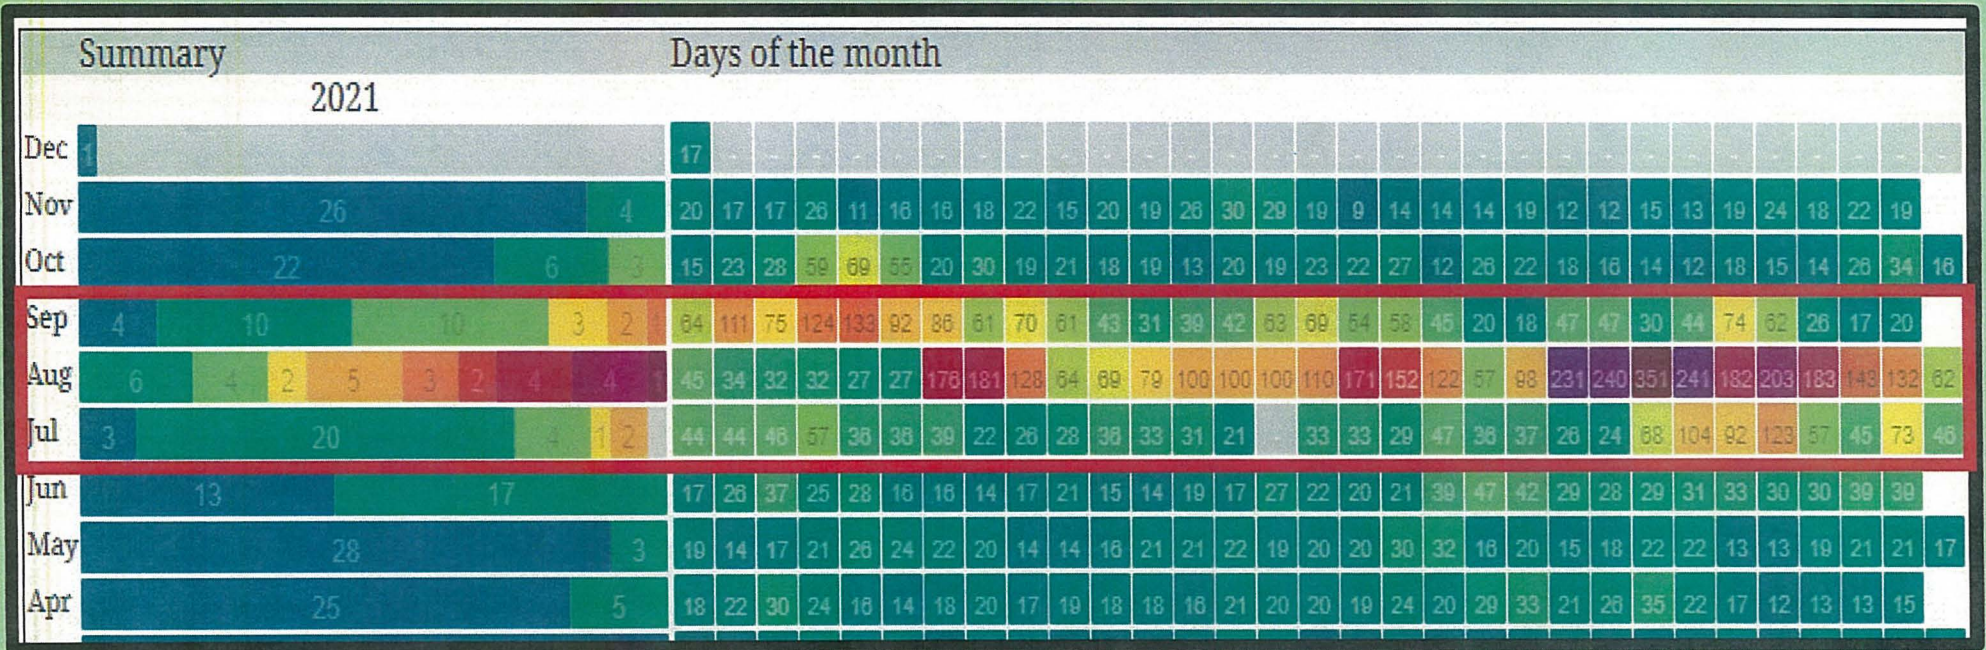 Summary Days of the month
2021
Dec 1 17 - - - - - - - - - - - - - - - - - - - - - - - - - - - - - -
Nov 26 4 20 17 17 26 11 16 16 18 22 15 20 19 26 30 29 19 9 14 14 14 19 12 12 15 13 19 24 18 22 19
Oct 22 6 3 15 23 28 59 69 55 20 30 19 21 18 19 13 20 19 23 22 27 12 26 22 18 16 14 12 18 15 14 26 34 16
Sep 4 10 10 3 2 1 64 111 75 124 133 92 86 61 70 61 43 31 39 42 63 69 54 58 45 20 18 47 47 30 44 74 62 26 17 20
Aug 6 4 2 5 3 2 4 4 1 45 34 32 32 27 27 176 181 128 64 69 79 100 100 100 110 171 152 122 57 98 231 240 351 241 182 203 183 143 132 62
Jul 3 20 4 1 2 44 44 46 57 36 36 39 22 26 28 36 33 31 21 - 33 33 29 47 36 37 26 24 68 104 92 123 57 45 73 46
Jun 13 17 17 26 37 25 28 16 16 14 17 21 15 14 19 17 27 22 20 21 39 47 42 29 28 29 31 33 30 30 39 39
May 28 3 19 14 17 21 26 24 22 20 14 14 16 21 21 22 19 20 20 30 32 16 20 15 18 22 22 13 13 19 21 21 17
Apr 25 5 18 22 30 24 16 14 18 20 17 19 18 18 16 21 20 20 19 24 20 29 33 21 26 35 22 17 12 13 13 15